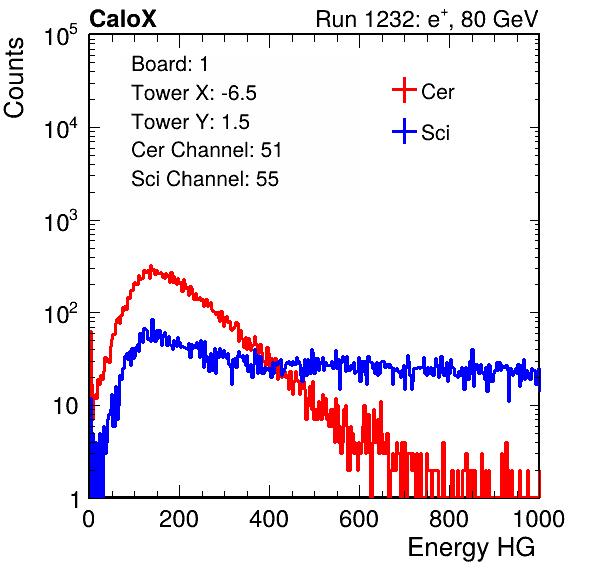 CaloX Run 1232: e⁺, 80 GeV
Counts
Board: 1
Tower X: -6.5
Tower Y: 1.5
Cer Channel: 51
Sci Channel: 55
Cer
Sci
10⁵
10⁴
10³
10²
10
1
0 200 400 600 800 1000
Energy HG